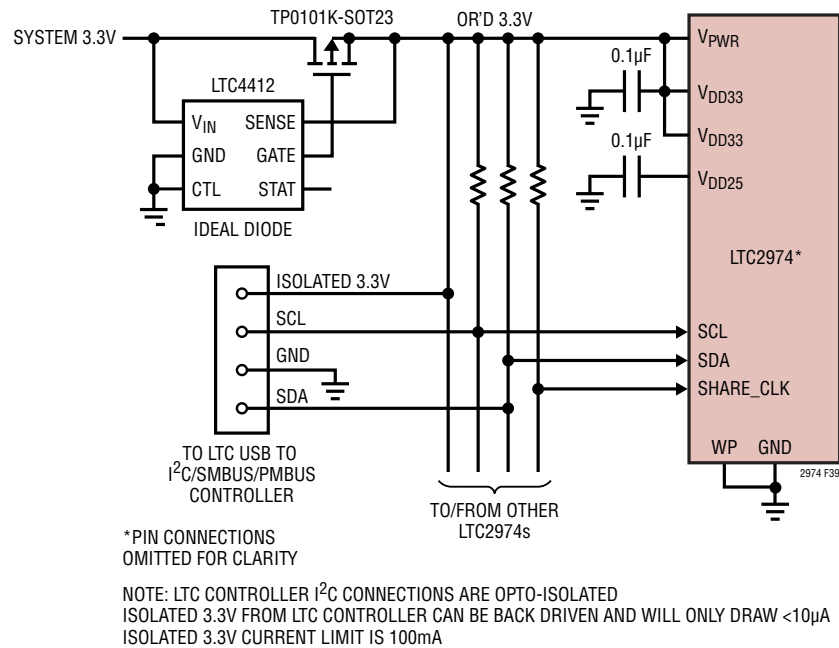 TP0101K-SOT23
OR'D 3.3V
SYSTEM 3.3V
LTC4412
VIN
SENSE
GND
GATE
CTL
STAT
IDEAL DIODE
0.1µF
0.1µF
VPWR
VDD33
VDD33
VDD25
LTC2974*
SCL
SDA
SHARE_CLK
WP
GND
2974 F39
ISOLATED 3.3V
SCL
GND
SDA
TO LTC USB TO
I2C/SMBUS/PMBUS
CONTROLLER
TO/FROM OTHER
LTC2974s
*PIN CONNECTIONS
OMITTED FOR CLARITY
NOTE: LTC CONTROLLER I2C CONNECTIONS ARE OPTO-ISOLATED
ISOLATED 3.3V FROM LTC CONTROLLER CAN BE BACK DRIVEN AND WILL ONLY DRAW <10µA
ISOLATED 3.3V CURRENT LIMIT IS 100mA